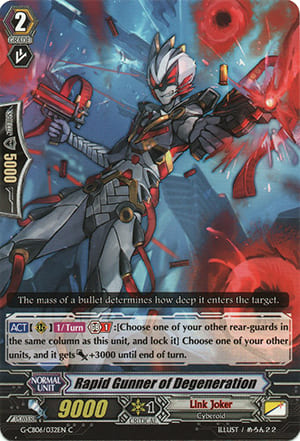 2
GRADE
5000
The mass of a bullet determines how deep it enters the target.
ACT 1/Turn 1 :[Choose one of your other rear-guards in
the same column as this unit, and lock it] Choose one of your other
units, and it gets +3000 until end of turn.
NORMAL UNIT
Rapid Gunner of Degeneration
POWER
9000
1
CRITICAL
Link Joker
Cyberoid
G-CB06/032EN C
ILLUST / めろん22